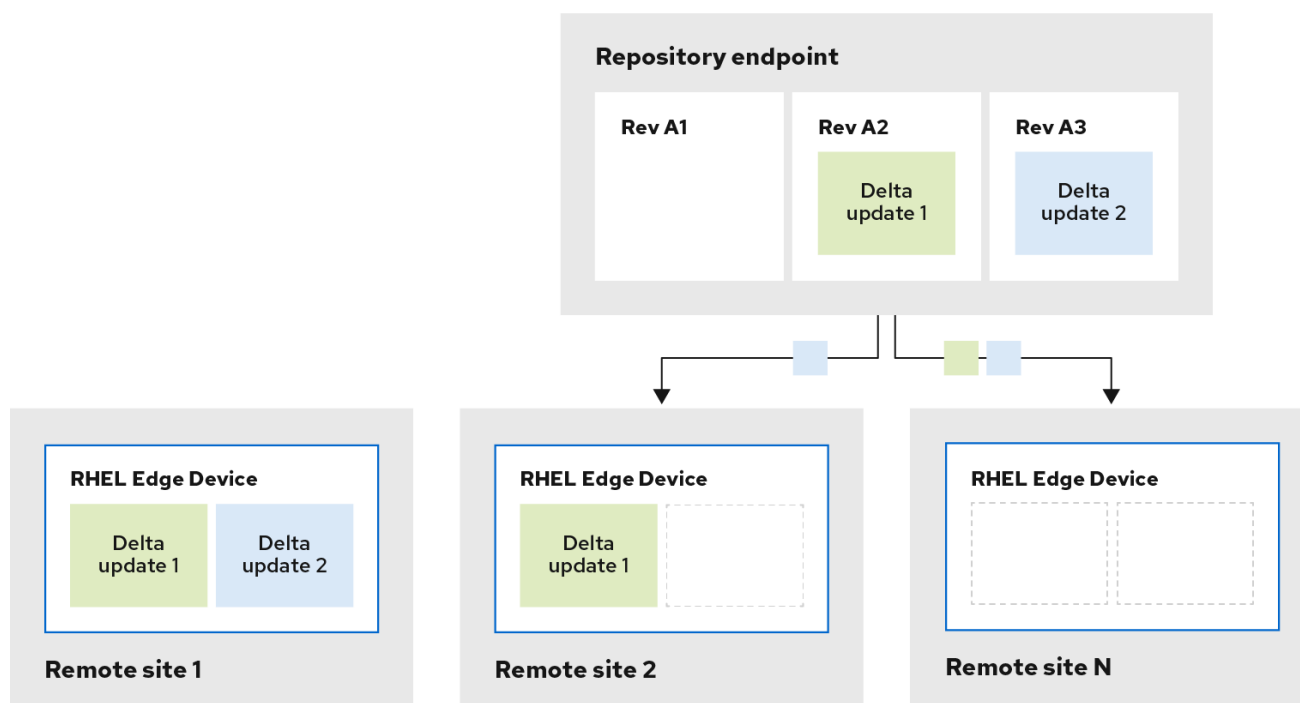 Repository endpoint
Rev A1
Rev A2
Rev A3
Delta
update 1
Delta
update 2
RHEL Edge Device
Delta
update 1
Delta
update 2
Remote site 1
RHEL Edge Device
Delta
update 1
Remote site 2
RHEL Edge Device
Remote site N